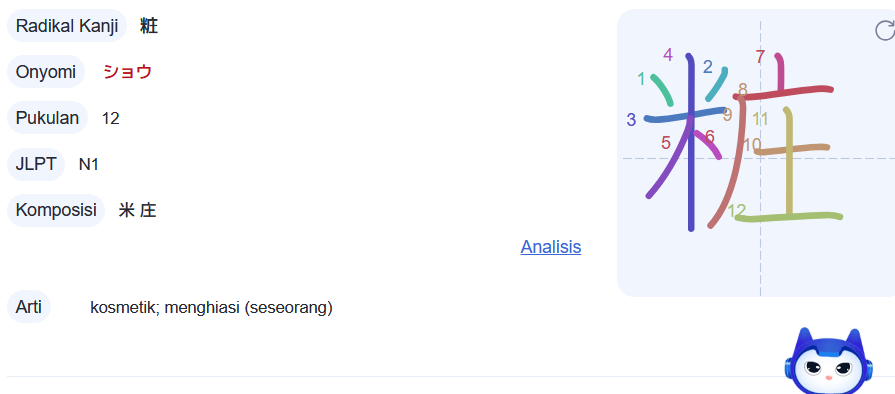 Radikal Kanji 粧
Onyomi ショウ
Pukulan 12
JLPT N1
Komposisi 米 庄
Analisis
Arti kosmetik; menghiasi (seseorang)
1
2
3
4
5
6
7
8
9
10
11
12